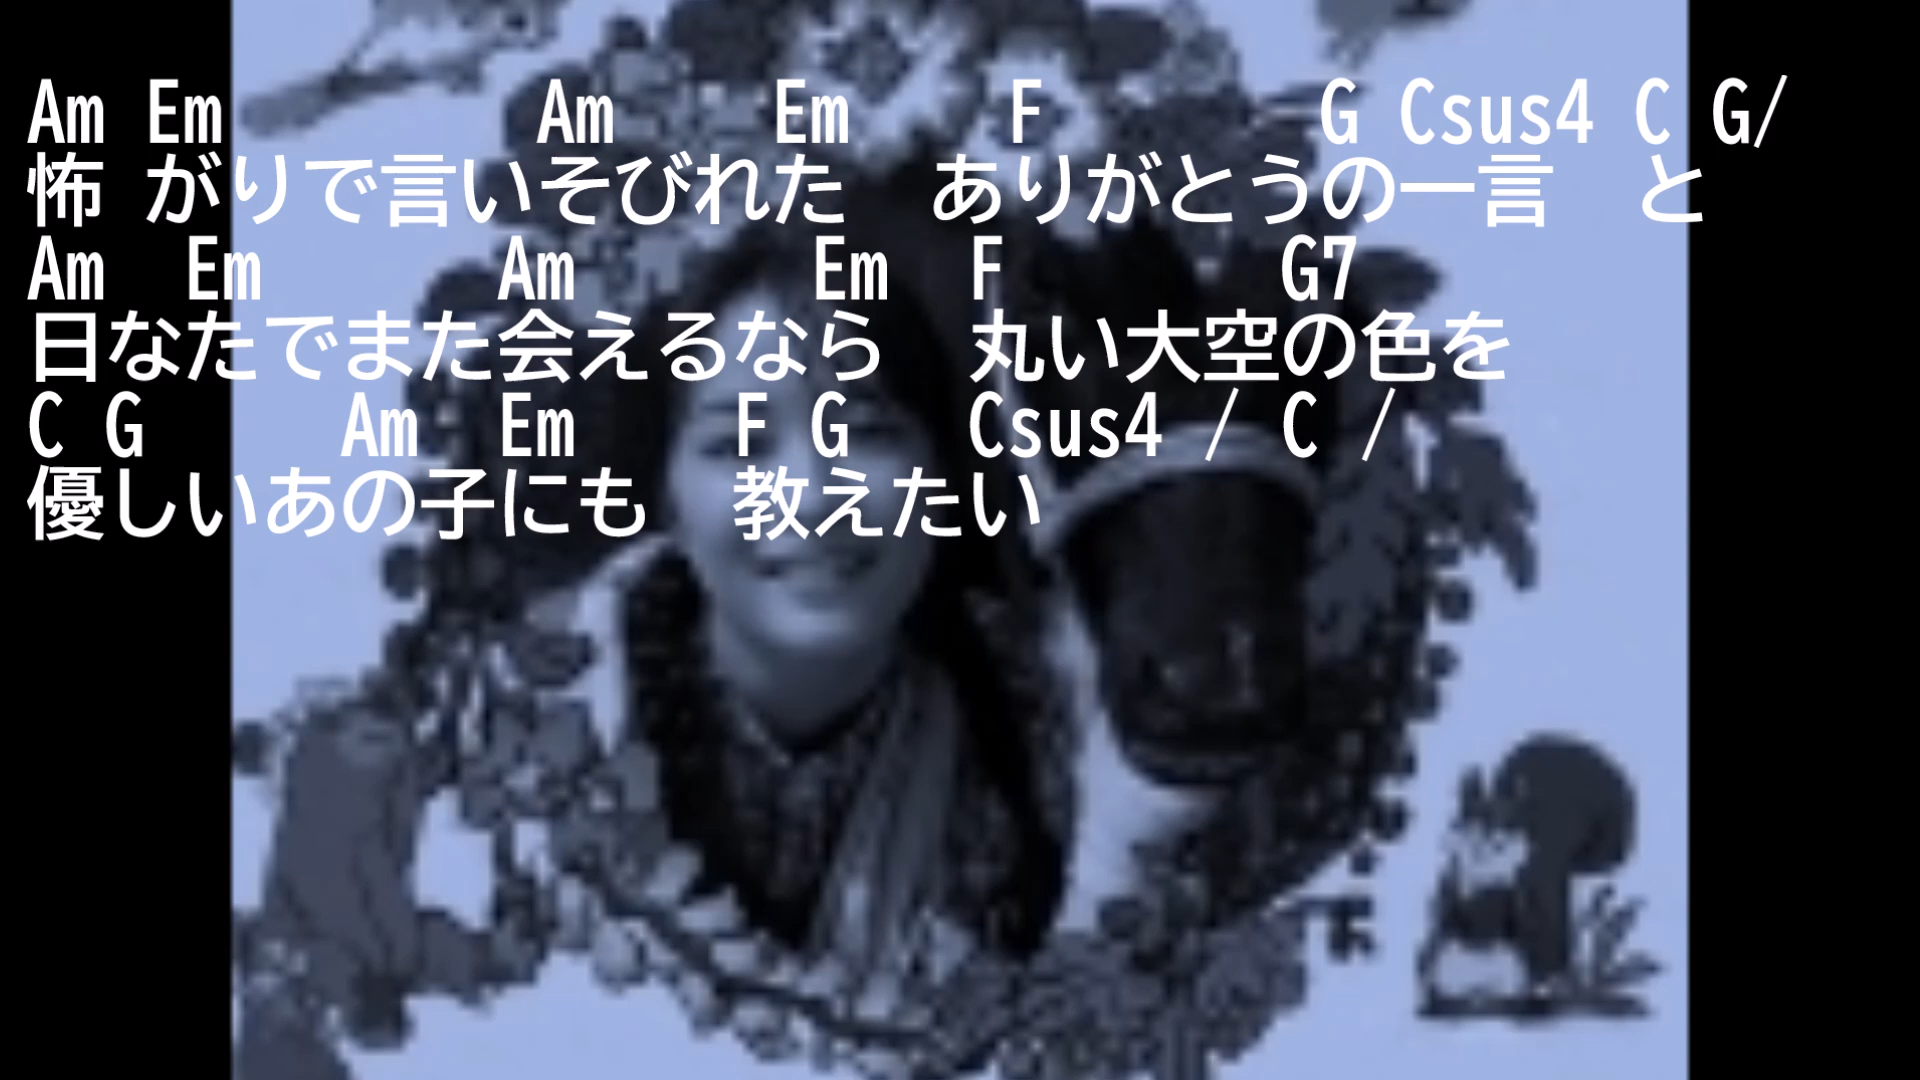 Am Em Am Em F G Csus4 C G/
怖 がりで言いそびれた ありがとうの一言 と
Am Em Am Em F G7
日なたでまた会えるなら 丸い大空の色を
C G Am Em F G Csus4 / C /
優しいあの子にも 教えたい